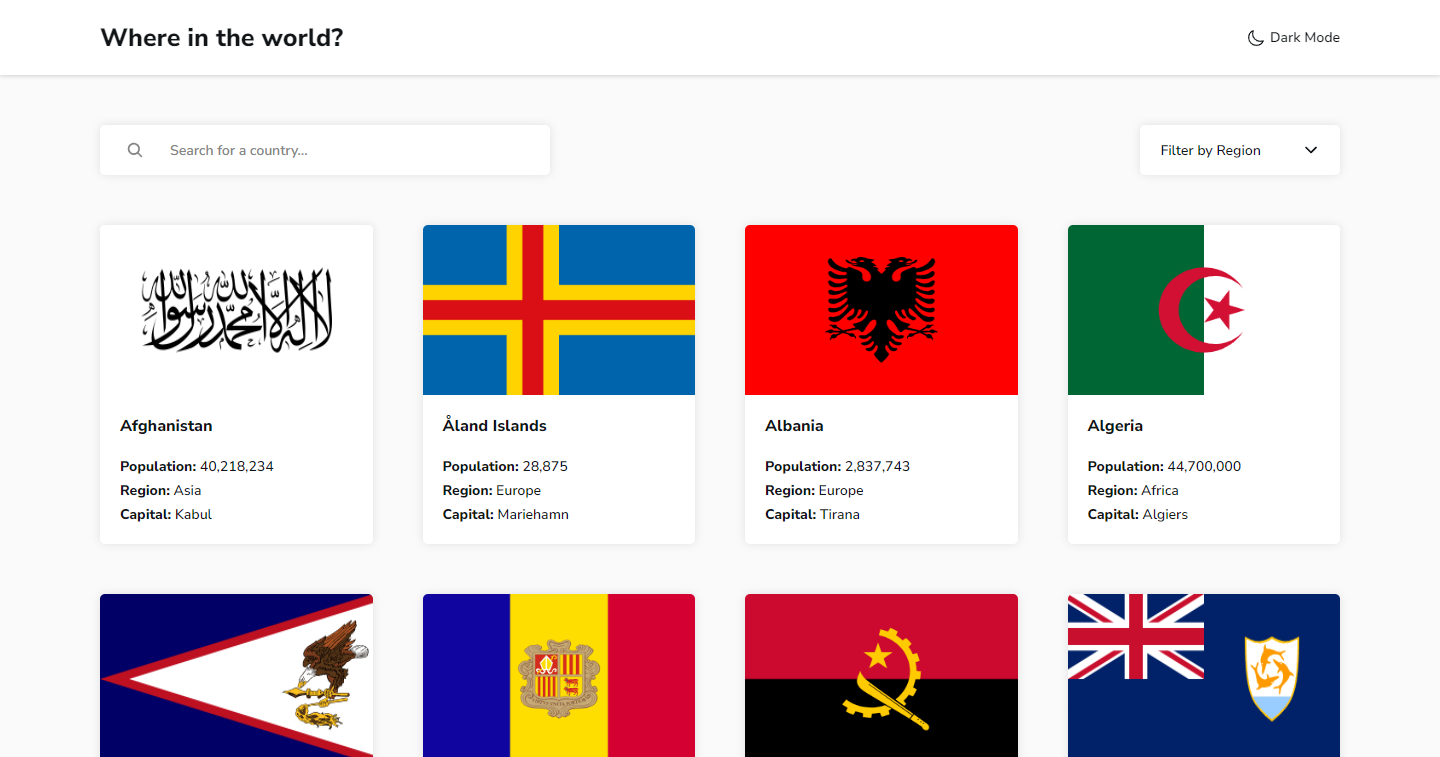 Where in the world?
Dark Mode
Search for a country...
Filter by Region
لا إله إلا الله محمد رسول الله
Afghanistan
Population: 40,218,234
Region: Asia
Capital: Kabul
Åland Islands
Population: 28,875
Region: Europe
Capital: Mariehamn
Albania
Population: 2,837,743
Region: Europe
Capital: Tirana
Algeria
Population: 44,700,000
Region: Africa
Capital: Algiers